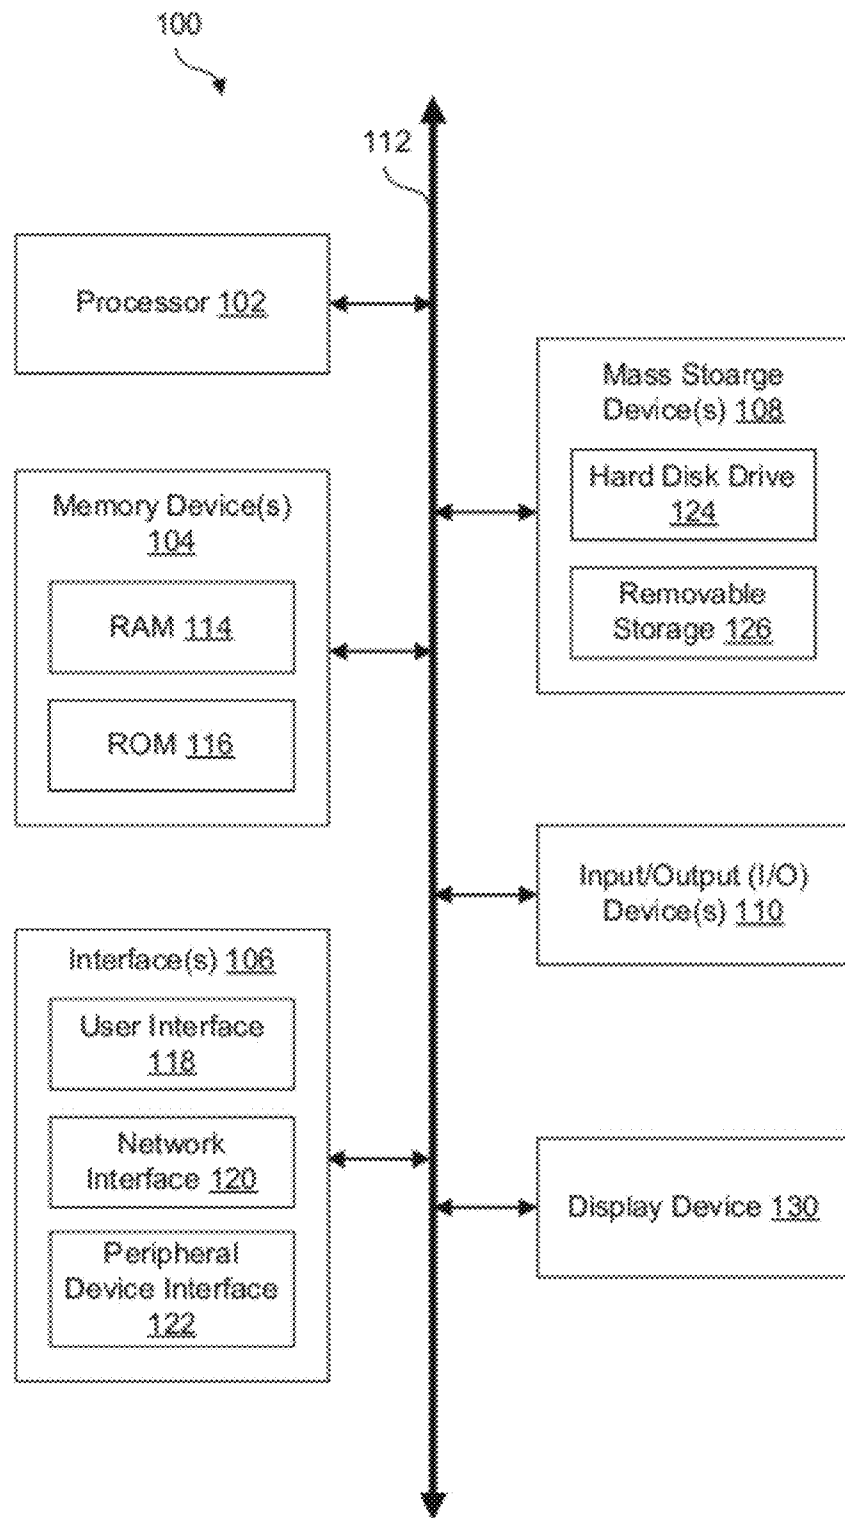 100
112
Processor 102
Memory Device(s)
104
RAM 114
ROM 116
Interface(s) 106
User Interface
118
Network
Interface 120
Peripheral
Device Interface
122
Mass Stoarge
Device(s) 108
Hard Disk Drive
124
Removable
Storage 126
Input/Output (I/O)
Device(s) 110
Display Device 130